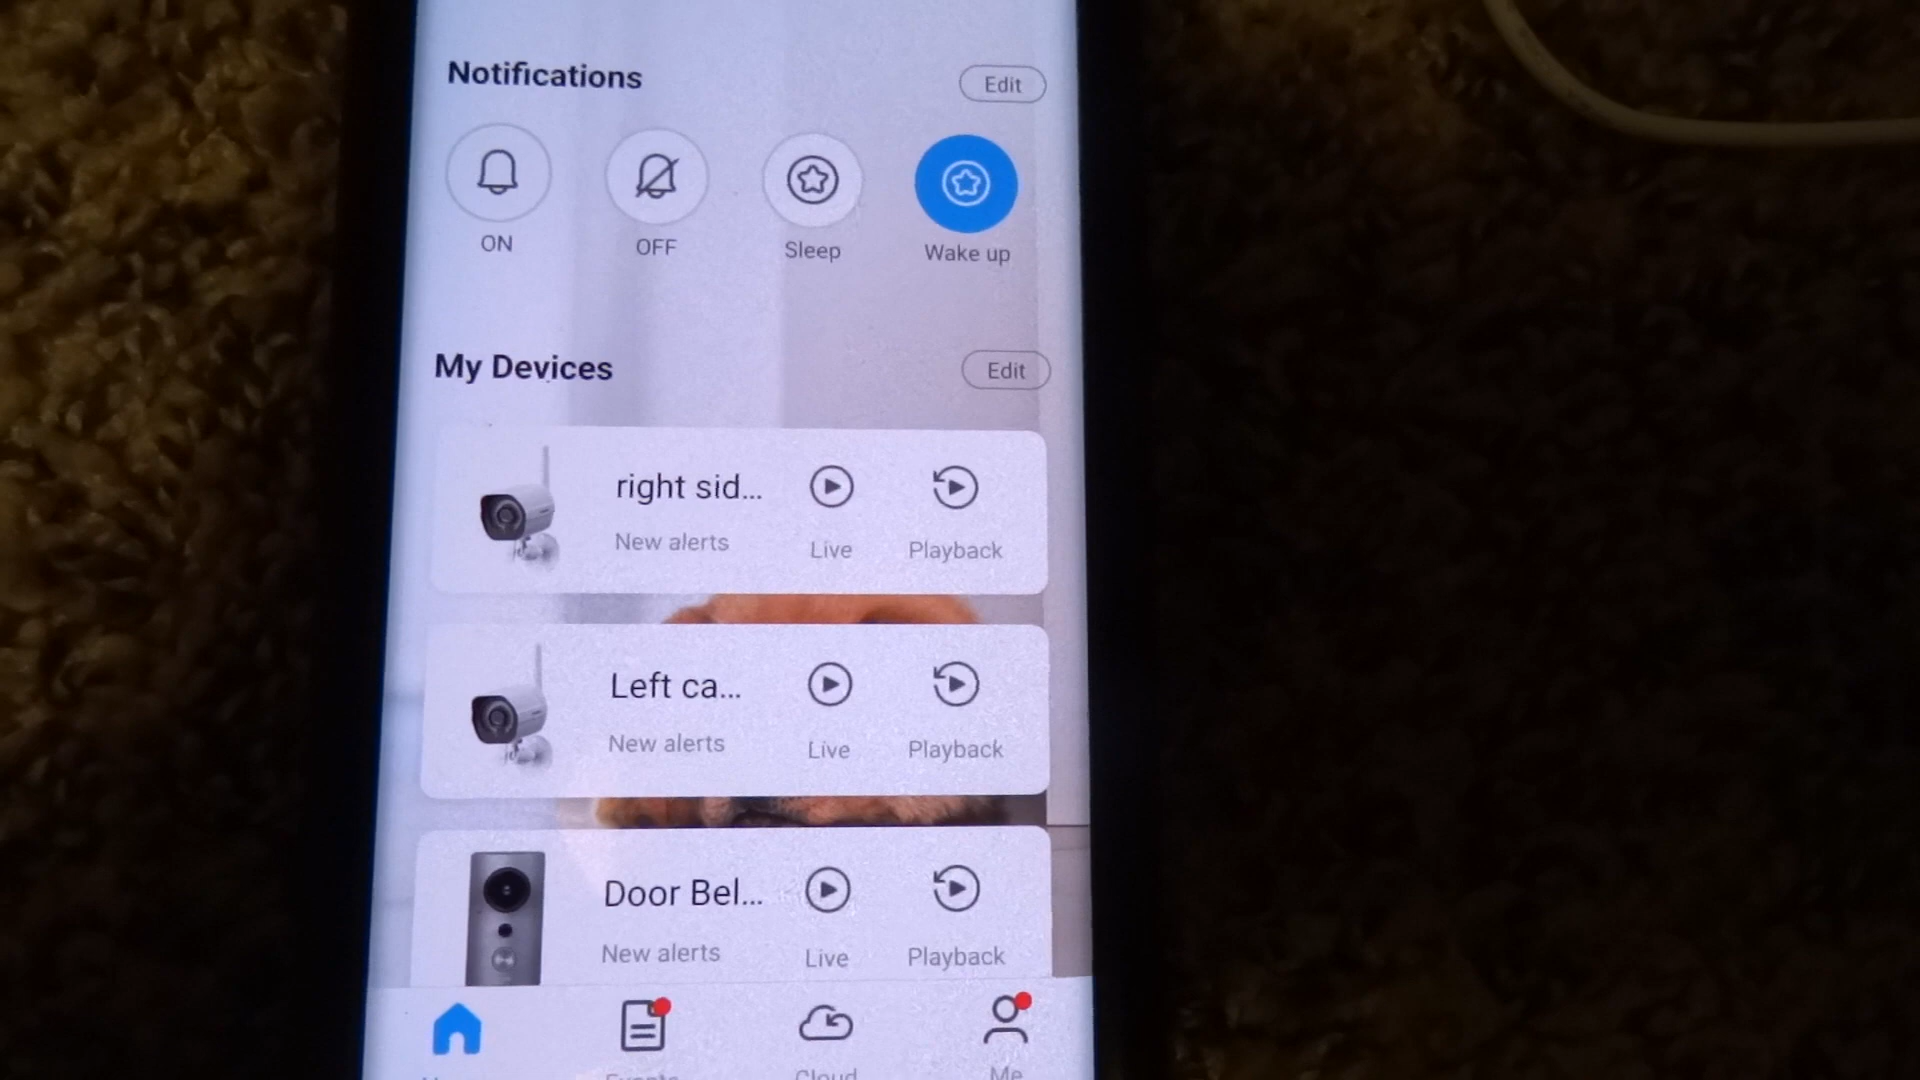 Notifications
Edit
ON
OFF
Sleep
Wake up
My Devices
Edit
right sid...
New alerts
Live
Playback
Left ca...
New alerts
Live
Playback
Door Bel...
New alerts
Live
Playback
Events
Cloud
Me